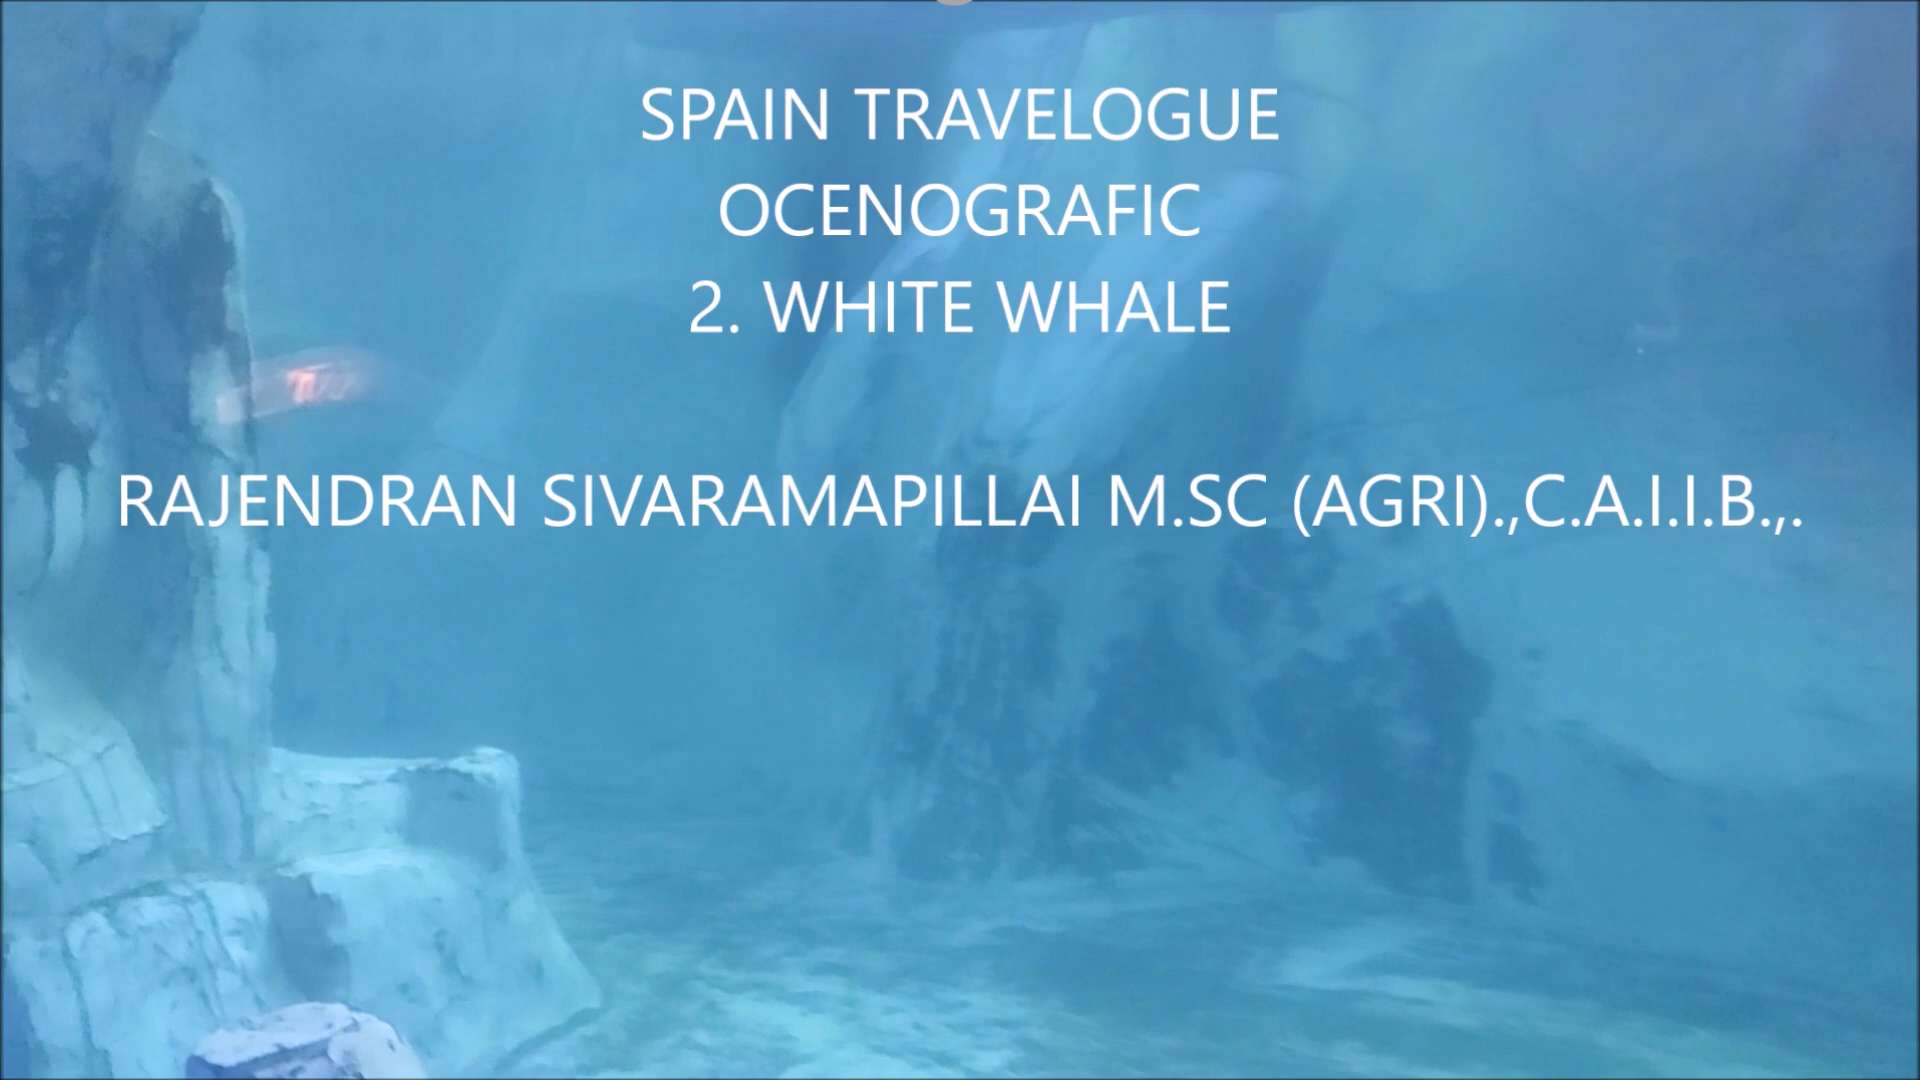 SPAIN TRAVELOGUE
OCENOGRAFIC
2. WHITE WHALE
RAJENDRAN SIVARAMAPILLAI M.SC (AGRI).,C.A.I.I.B.,.